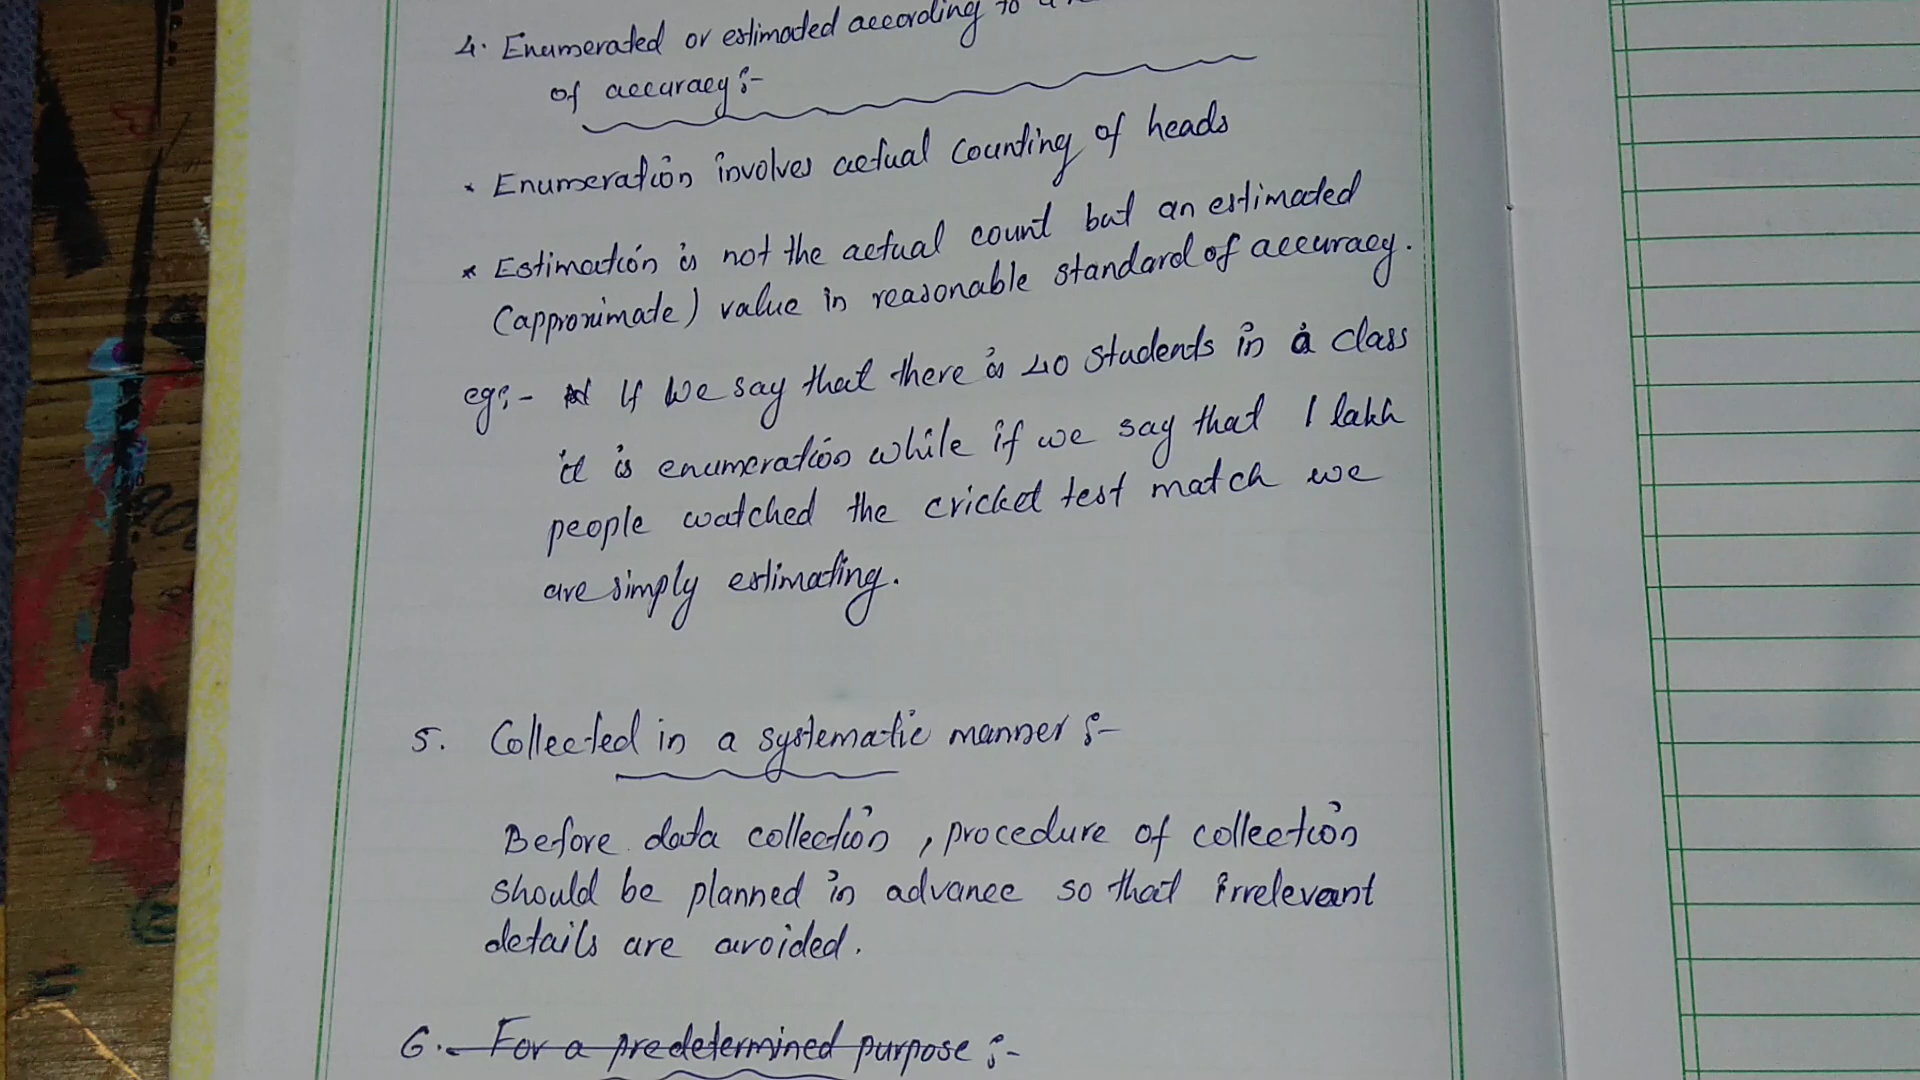 4. Enumerated or estimated according to a
of accuracy :-
* Enumeration involves actual counting of heads
* Estimation is not the actual count but an estimated
(approximate) value in reasonable standard of accuracy.
eg:- If we say that there is 40 students in a class
it is enumeration while if we say that 1 lakh
people watched the cricket test match we
are simply estimating.
5. Collected in a systematic manner :-
Before data collection, procedure of collection
should be planned in advance so that irrelevant
details are avoided.
6. For a predetermined purpose :-